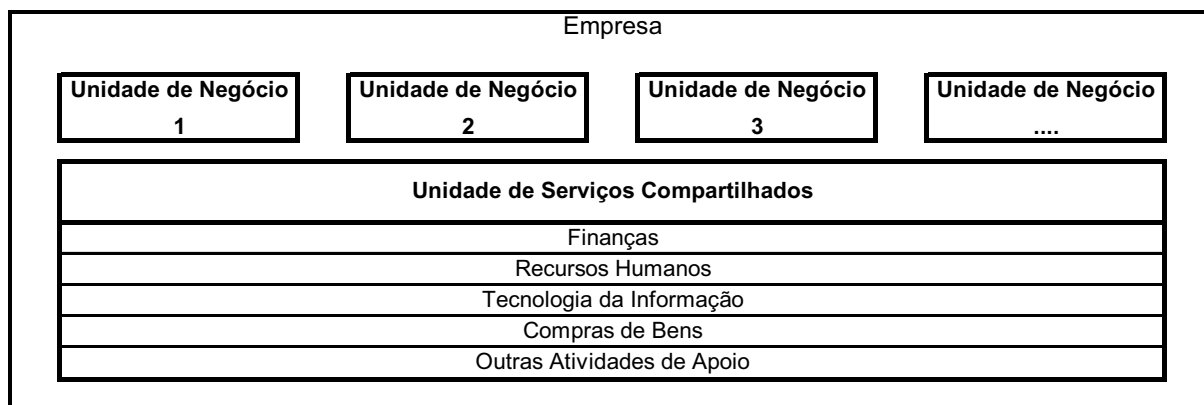 Empresa
Unidade de Negócio
1
Unidade de Negócio
2
Unidade de Negócio
3
Unidade de Negócio
....
Unidade de Serviços Compartilhados
Finanças
Recursos Humanos
Tecnologia da Informação
Compras de Bens
Outras Atividades de Apoio